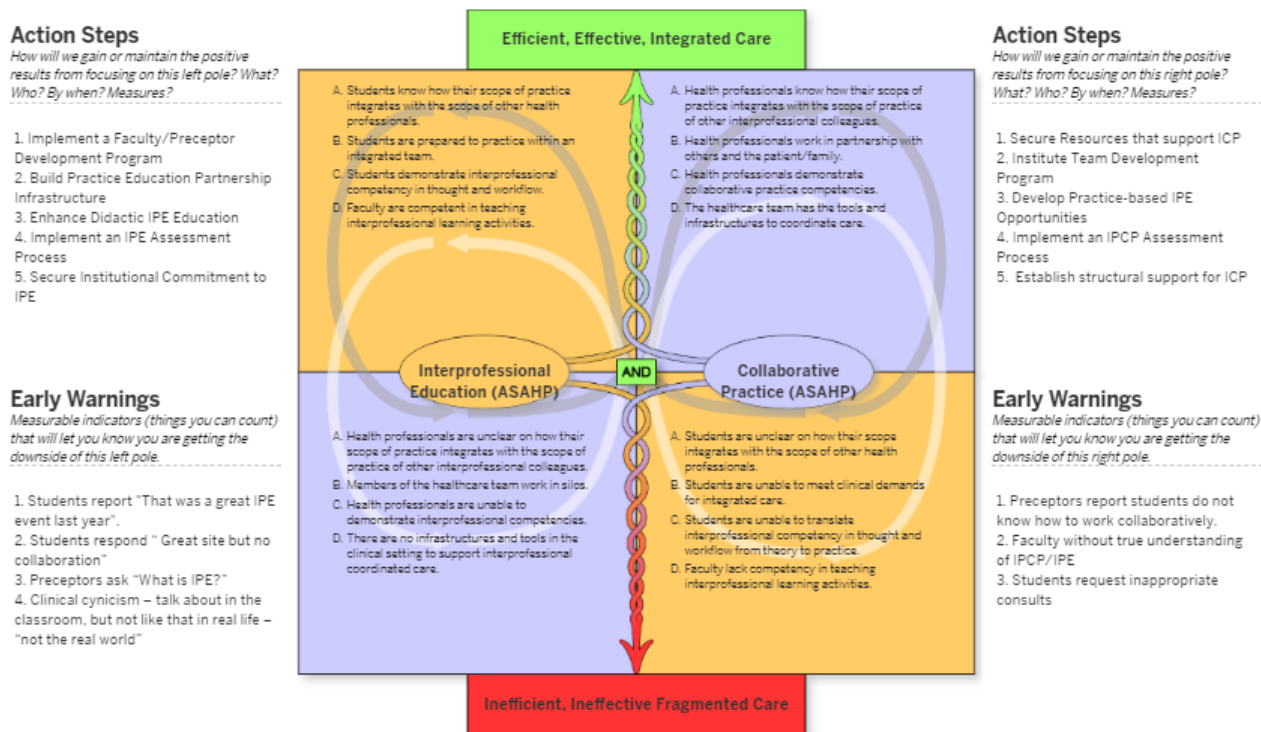 Efficient, Effective, Integrated Care
Action Steps
How will we gain or maintain the positive
results from focusing on this left pole? What?
Who? By when? Measures?
1. Implement a Faculty/Preceptor
Development Program
2. Build Practice Education Partnership
Infrastructure
3. Enhance Didactic IPE Education
4. Implement an IPE Assessment
Process
5. Secure Institutional Commitment to
IPE
A. Students know how their scope of practice
integrates with the scope of other health
professionals.
B. Students are prepared to practice within an
integrated team.
C. Students demonstrate interprofessional
competency in thought and workflow.
D. Faculty are competent in teaching
interprofessional learning activities.
A. Health professionals know how their scope of
practice integrates with the scope of practice
of other interprofessional colleagues.
B. Health professionals work in partnership with
others and the patient/family.
C. Health professionals demonstrate
collaborative practice competencies.
D. The healthcare team has the tools and
infrastructures to coordinate care.
Action Steps
How will we gain or maintain the positive
results from focusing on this right pole?
What? Who? By when? Measures?
1. Secure Resources that support ICP
2. Institute Team Development
Program
3. Develop Practice-based IPE
Opportunities
4. Implement an IPCP Assessment
Process
5. Establish structural support for ICP
Interprofessional
Education (ASAHP)
AND
Collaborative
Practice (ASAHP)
Early Warnings
Measurable indicators (things you can count)
that will let you know you are getting the
downside of this left pole.
1. Students report "That was a great IPE
event last year".
2. Students respond " Great site but no
collaboration"
3. Preceptors ask "What is IPE?"
4. Clinical cynicism – talk about in the
classroom, but not like that in real life –
"not the real world"
A. Health professionals are unclear on how their
scope of practice integrates with the scope of
practice of other interprofessional colleagues.
B. Members of the healthcare team work in silos.
C. Health professionals are unable to
demonstrate interprofessional competencies.
D. There are no infrastructures and tools in the
clinical setting to support interprofessional
coordinated care.
A. Students are unclear on how their scope
integrates with the scope of other health
professionals.
B. Students are unable to meet clinical demands
for integrated care.
C. Students are unable to translate
interprofessional competency in thought and
workflow from theory to practice.
D. Faculty lack competency in teaching
interprofessional learning activities.
Early Warnings
Measurable indicators (things you can count)
that will let you know you are getting the
downside of this right pole.
1. Preceptors report students do not
know how to work collaboratively.
2. Faculty without true understanding
of IPCP/IPE
3. Students request inappropriate
consults
Inefficient, Ineffective Fragmented Care